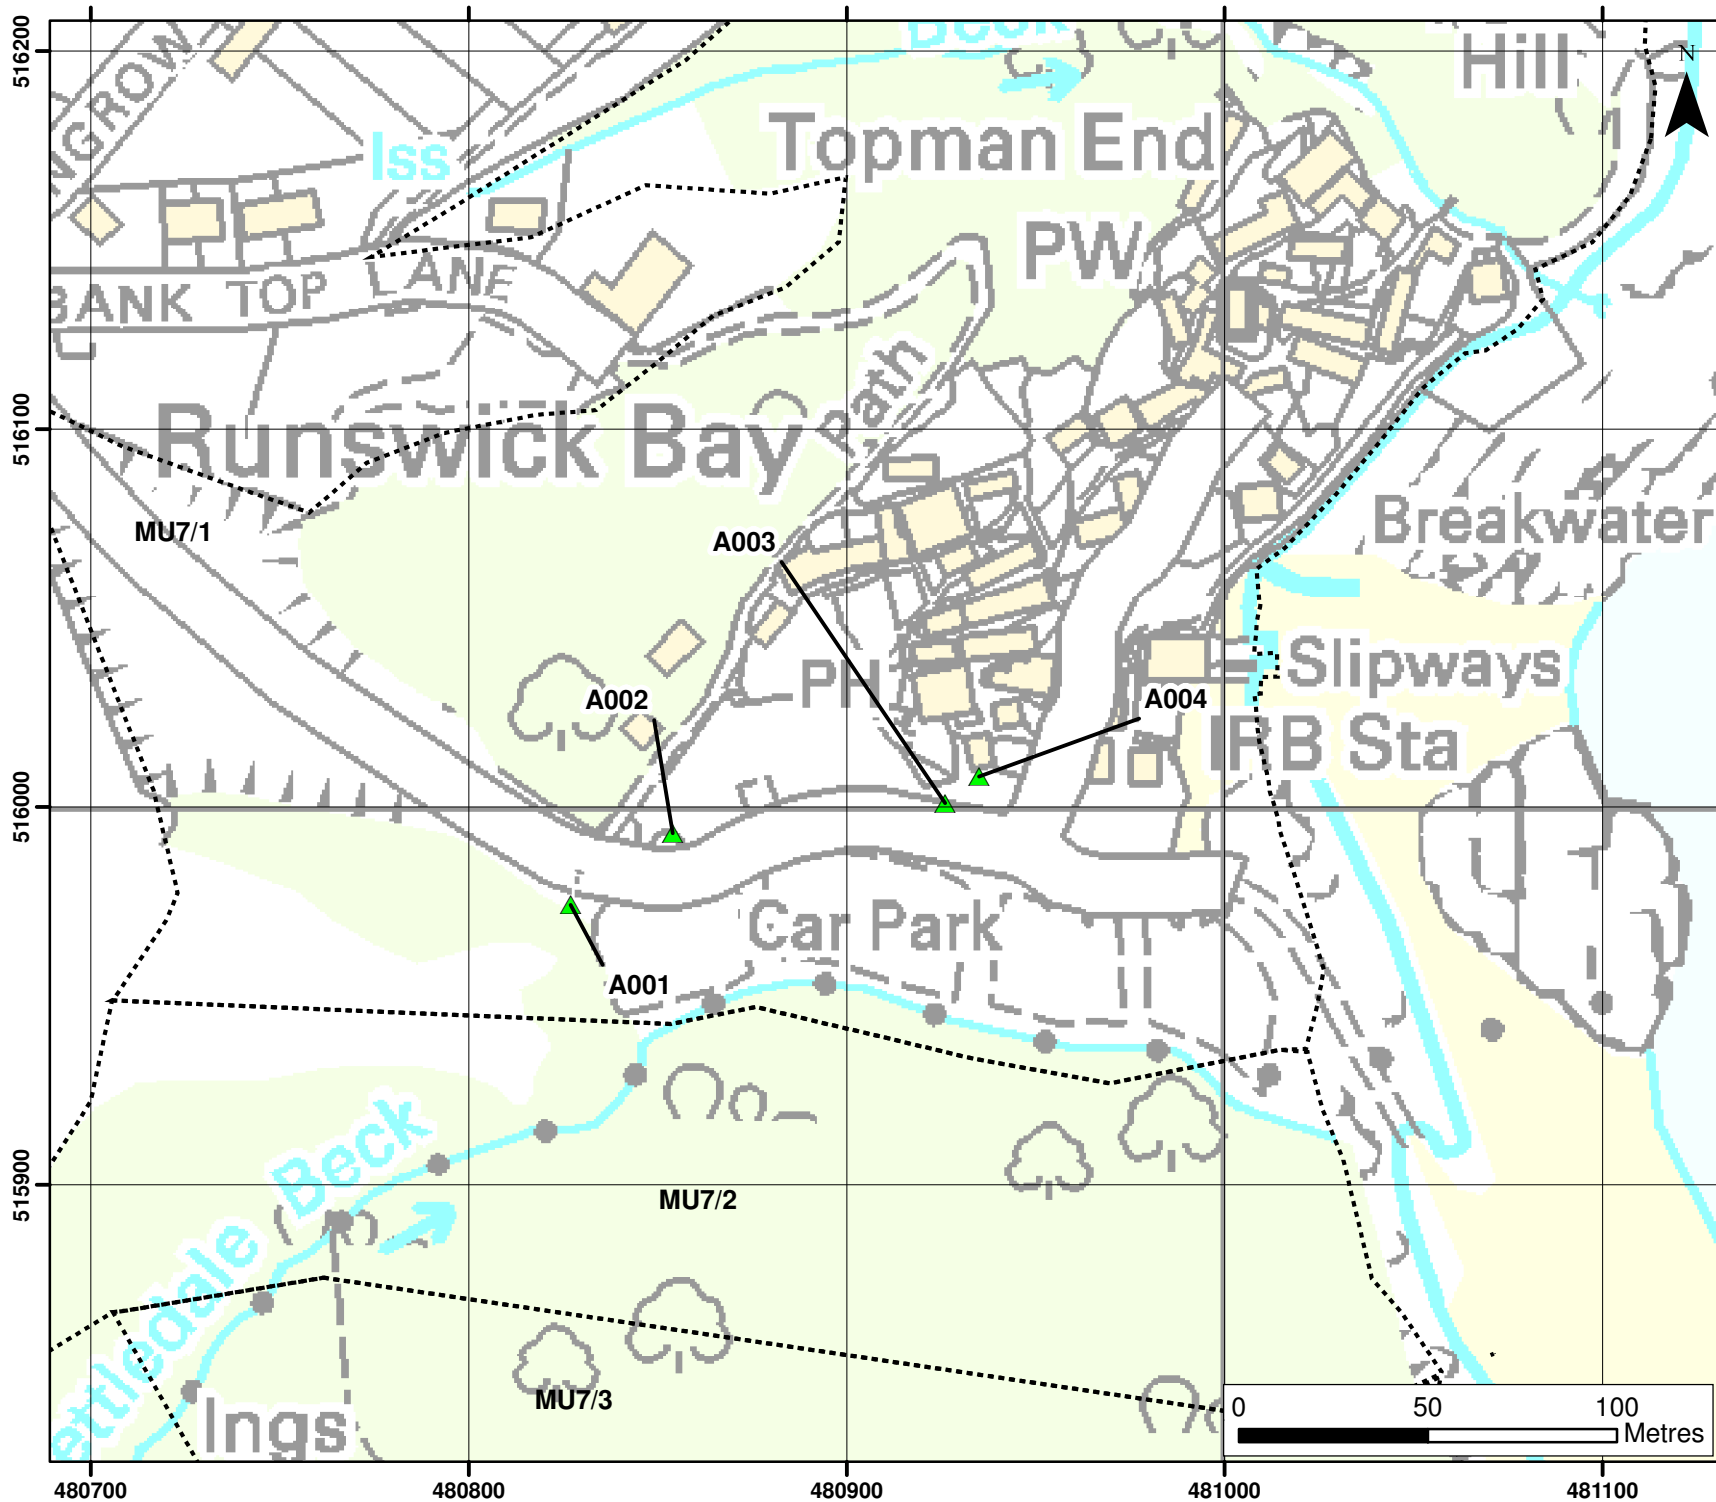 Beck
Hill
N
NGROW
Iss
Topman End
PW
BANK TOP LANE
Path
Runswick Bay
MU7/1
A003
Breakwater
PH
Slipways
A002
A004
IRB Sta
Car Park
A001
Beck
MU7/2
ettledale
MU7/3
Ings
0 50 100
Metres
516200
516100
516000
515900
480700 480800 480900 481000 481100